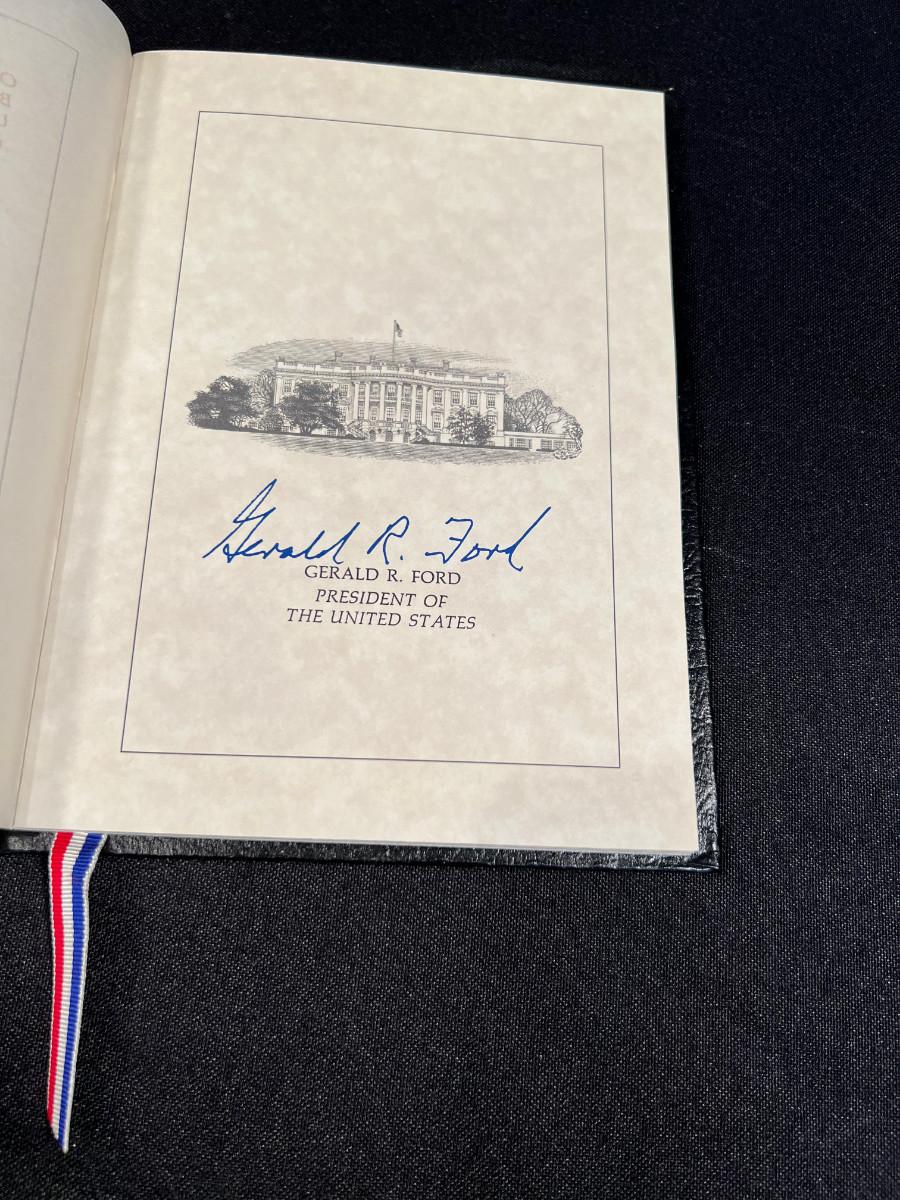 Gerald R. Ford
GERALD R. FORD
PRESIDENT OF
THE UNITED STATES